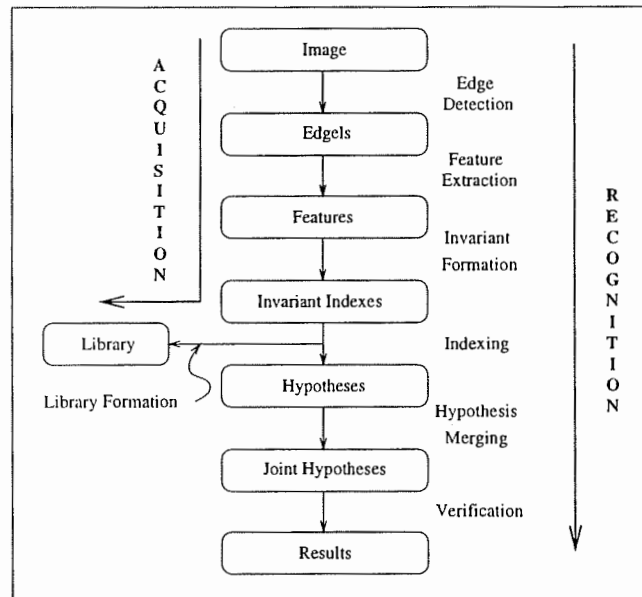 Image
Edge
Detection
Edgels
Feature
Extraction
Features
Invariant
Formation
Invariant Indexes
Library
Indexing
Library Formation
Hypotheses
Hypothesis
Merging
Joint Hypotheses
Verification
Results
ACQUISITION
RECOGNITION